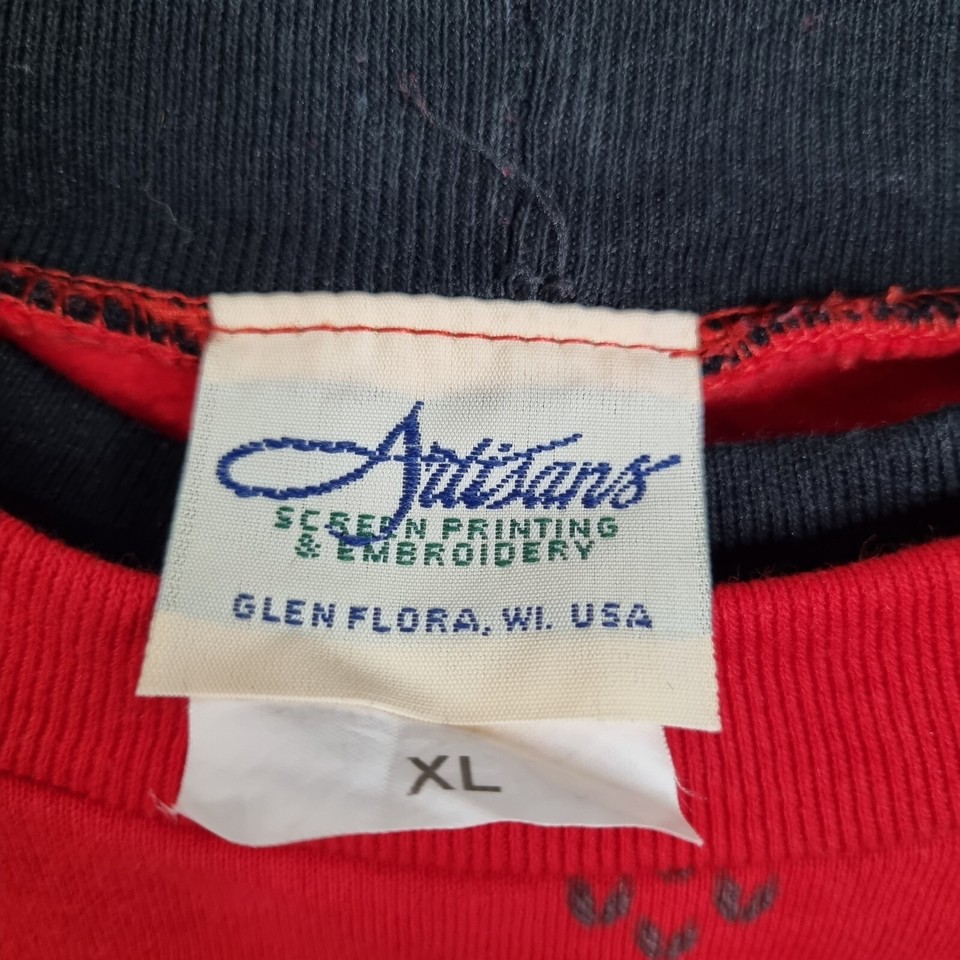 Artisans
SCREEN PRINTING
& EMBROIDERY
GLEN FLORA, WI. USA
XL